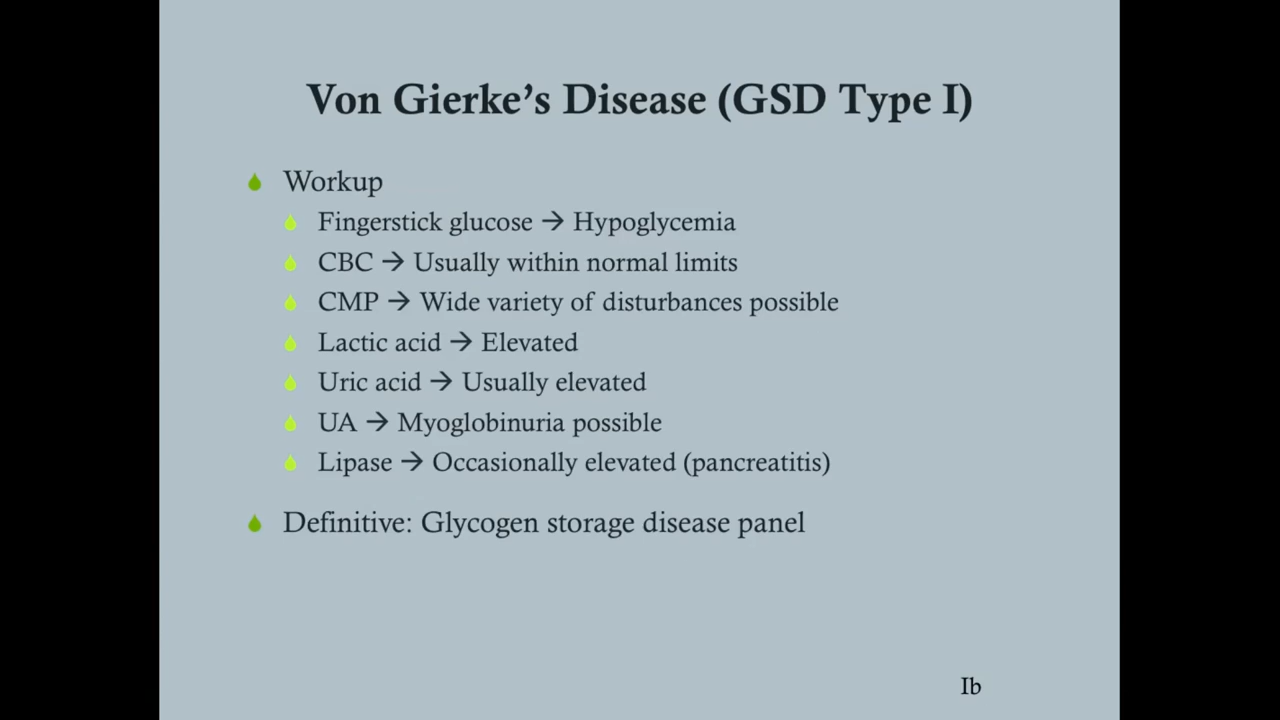 Von Gierke’s Disease (GSD Type I)
Workup
Fingerstick glucose → Hypoglycemia
CBC → Usually within normal limits
CMP → Wide variety of disturbances possible
Lactic acid → Elevated
Uric acid → Usually elevated
UA → Myoglobinuria possible
Lipase → Occasionally elevated (pancreatitis)
Definitive: Glycogen storage disease panel
Ib